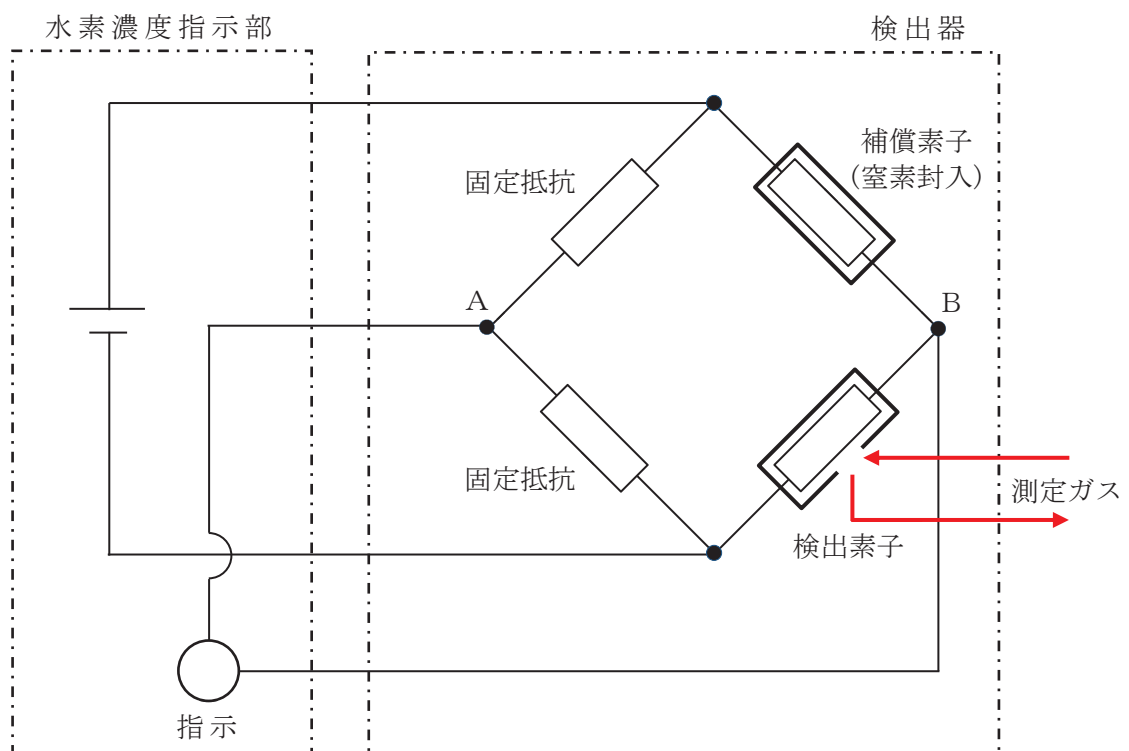 水素濃度指示部
検出器
補償素子
（窒素封入）
固定抵抗
A
B
固定抵抗
測定ガス
検出素子
指示